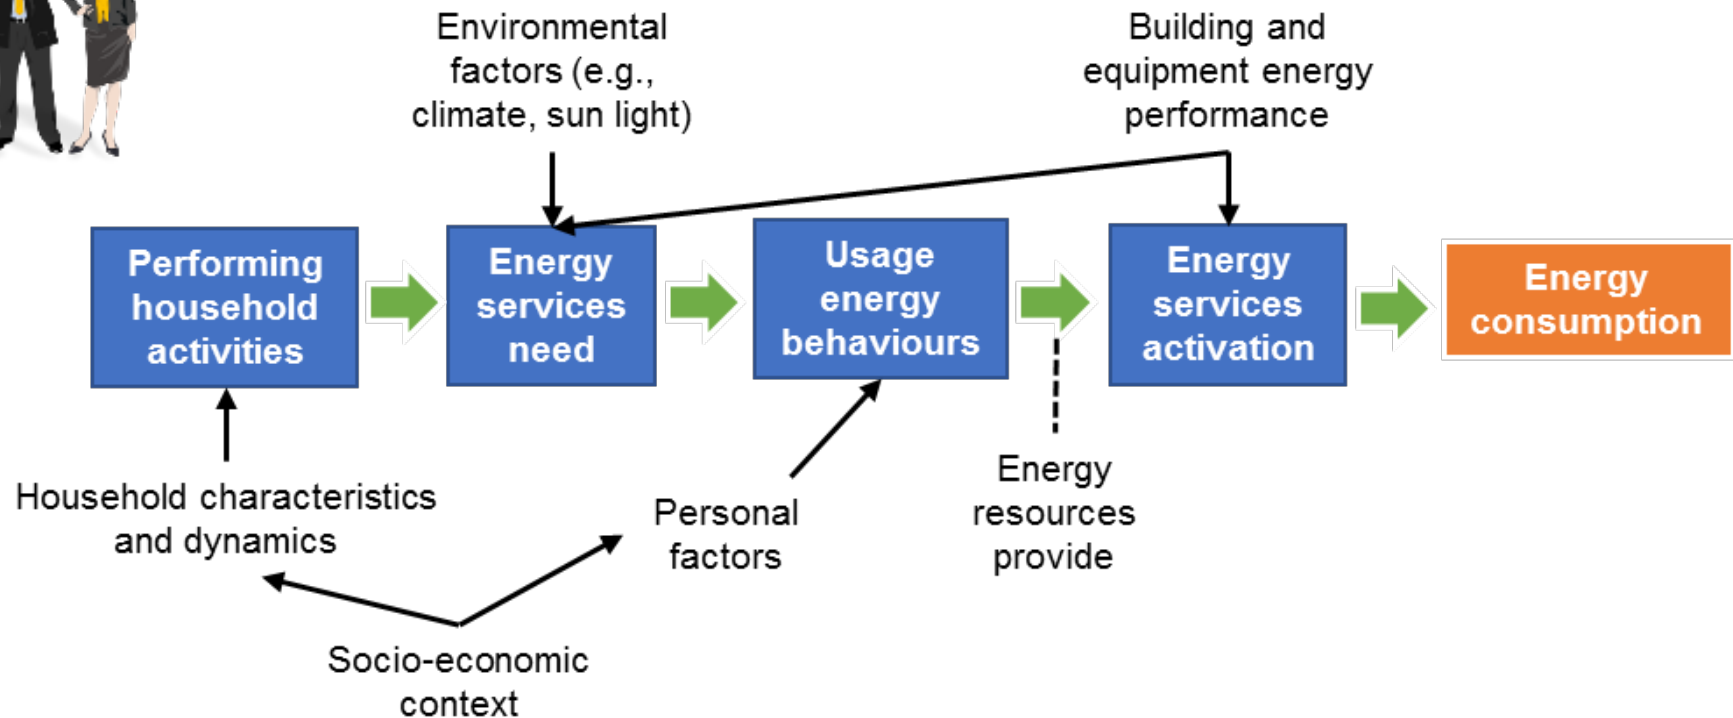 Environmental
factors (e.g.,
climate, sun light)
Building and
equipment energy
performance
Performing
household
activities
Energy
services
need
Usage
energy
behaviours
Energy
services
activation
Energy
consumption
Household characteristics
and dynamics
Personal
factors
Energy
resources
provide
Socio-economic
context